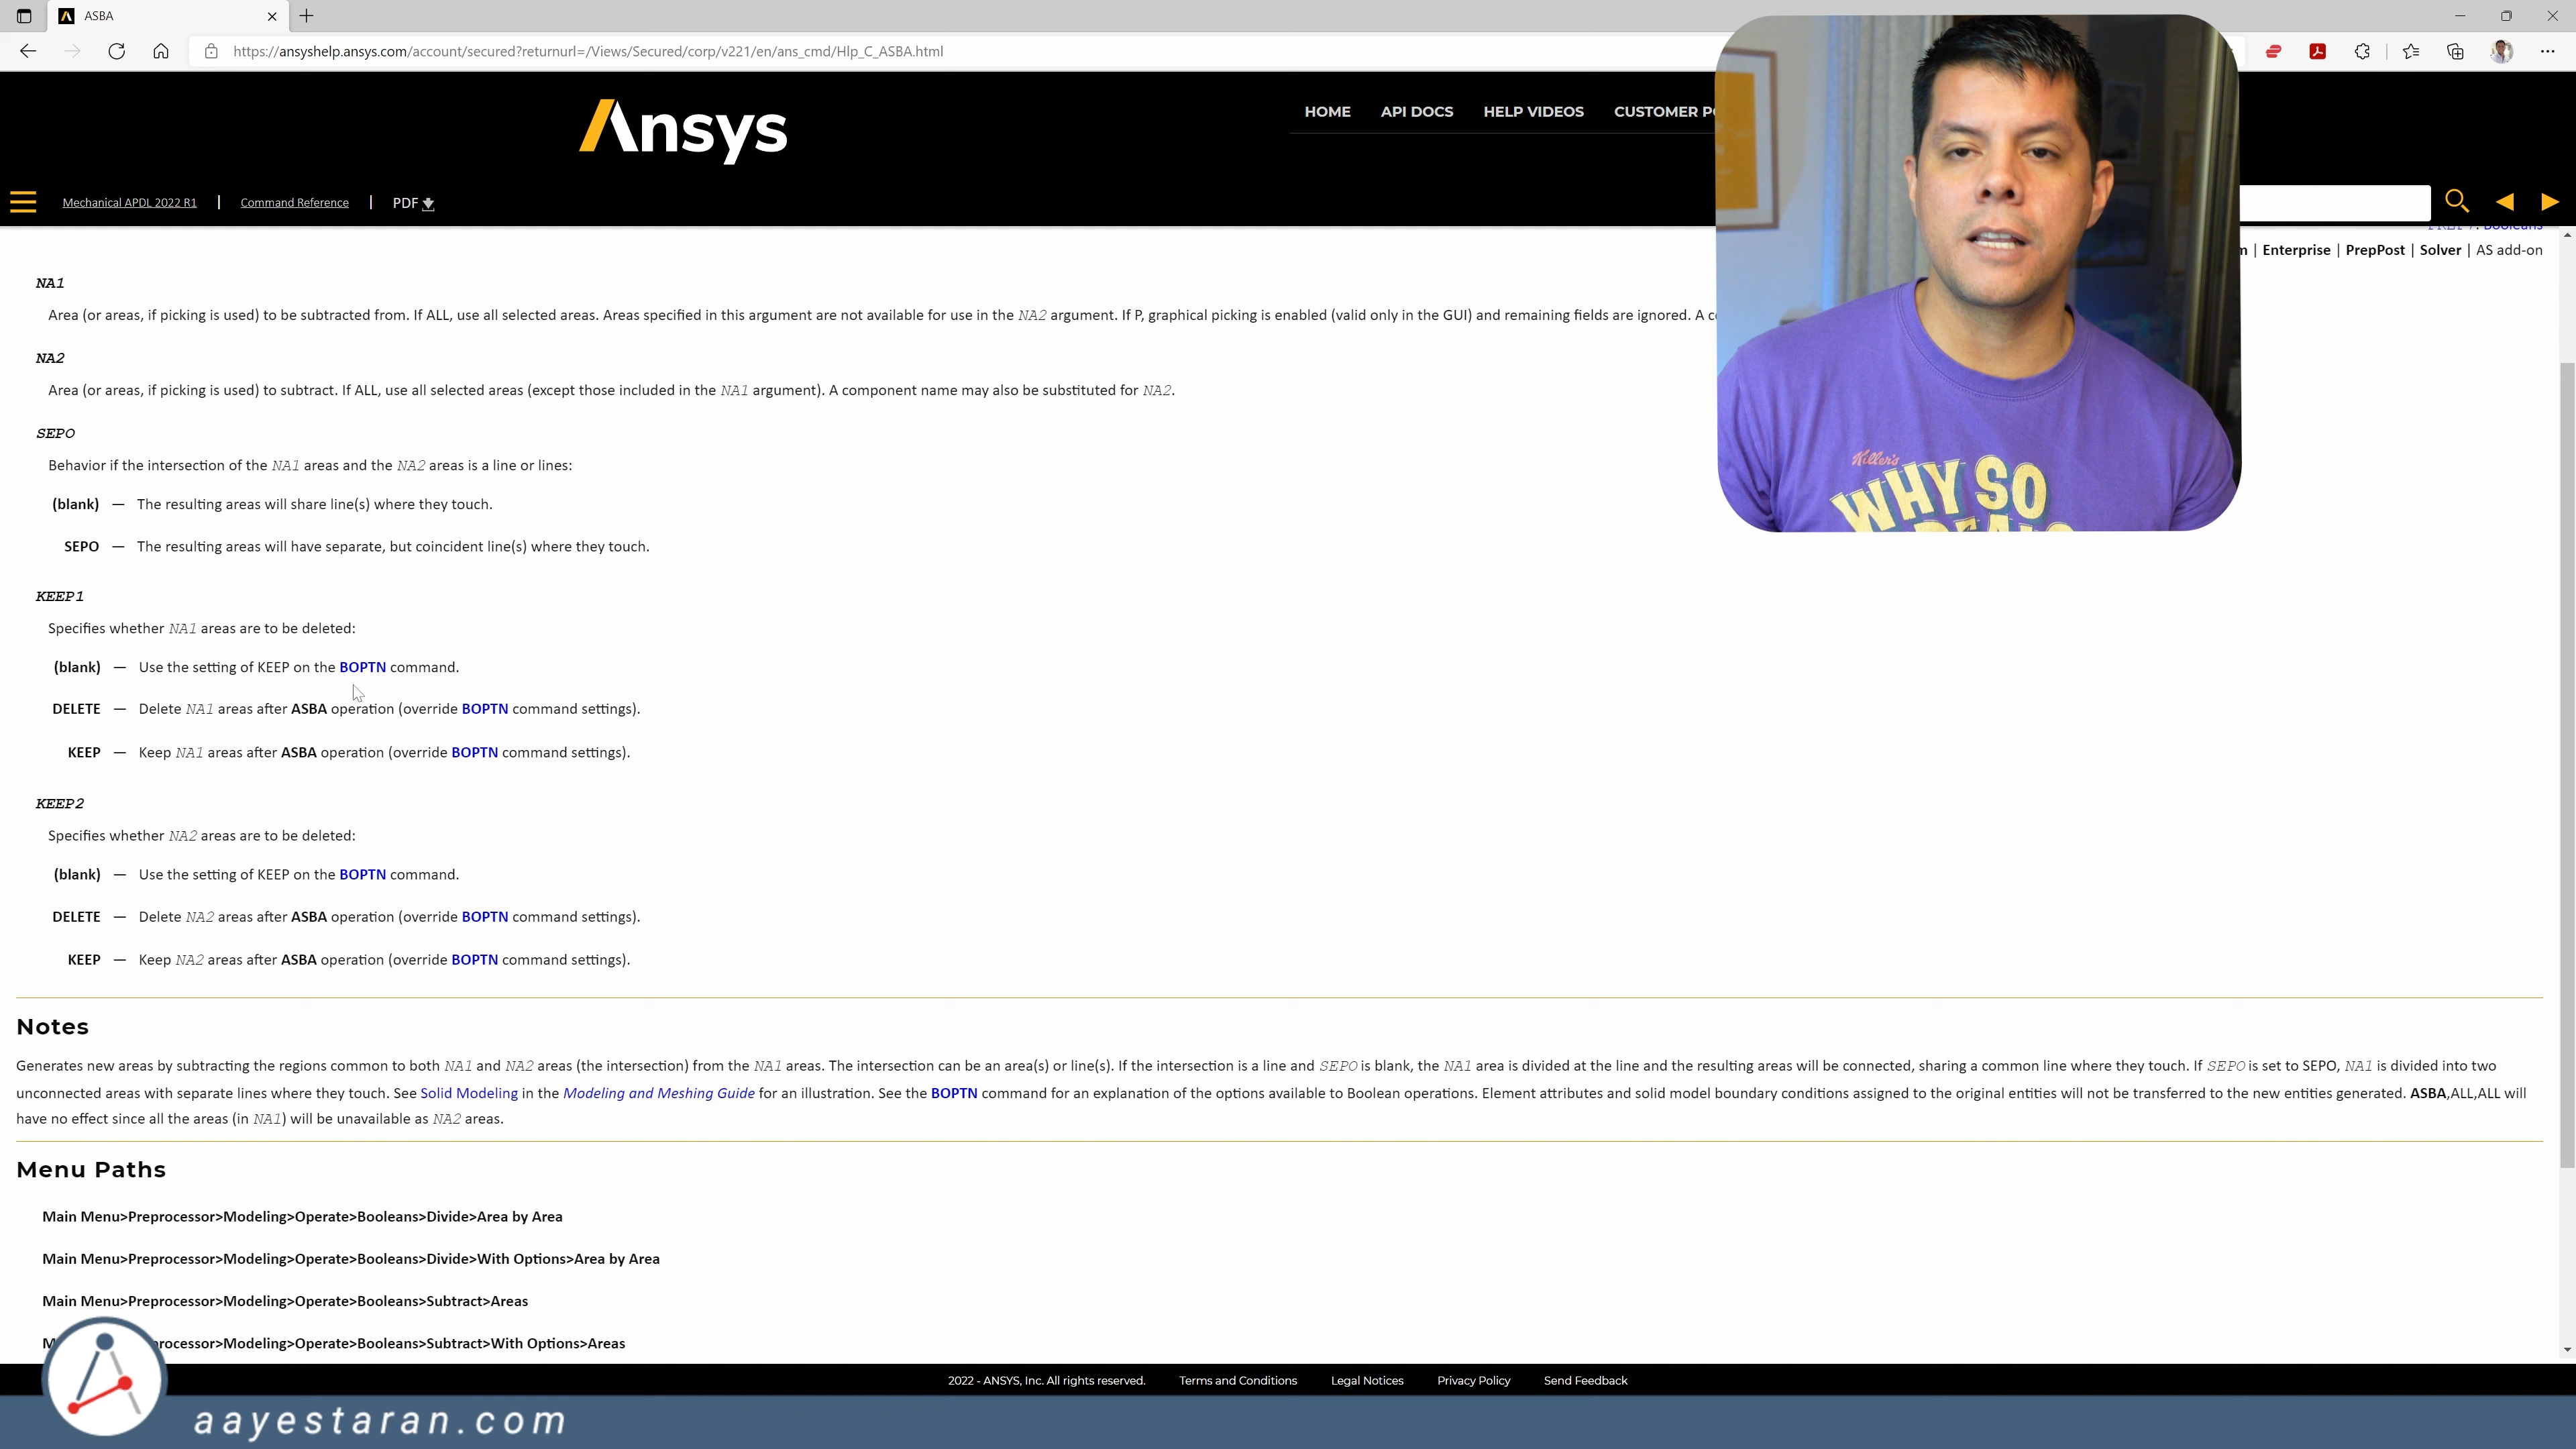 ASBA
https://ansyshelp.ansys.com/account/secured?returnurl=/Views/Secured/corp/v221/en/ans_cmd/Hlp_C_ASBA.html
Ansys
HOME API DOCS HELP VIDEOS CUSTOMER
Mechanical APDL 2022 R1 | Command Reference | PDF
| Enterprise | PrepPost | Solver | AS add-on
NA1
Area (or areas, if picking is used) to be subtracted from. If ALL, use all selected areas. Areas specified in this argument are not available for use in the NA2 argument. If P, graphical picking is enabled (valid only in the GUI) and remaining fields are ignored. A
NA2
Area (or areas, if picking is used) to subtract. If ALL, use all selected areas (except those included in the NA1 argument). A component name may also be substituted for NA2.
SEPO
Behavior if the intersection of the NA1 areas and the NA2 areas is a line or lines:
(blank) — The resulting areas will share line(s) where they touch.
SEPO — The resulting areas will have separate, but coincident line(s) where they touch.
KEEP1
Specifies whether NA1 areas are to be deleted:
(blank) — Use the setting of KEEP on the BOPTN command.
DELETE — Delete NA1 areas after ASBA operation (override BOPTN command settings).
KEEP — Keep NA1 areas after ASBA operation (override BOPTN command settings).
KEEP2
Specifies whether NA2 areas are to be deleted:
(blank) — Use the setting of KEEP on the BOPTN command.
DELETE — Delete NA2 areas after ASBA operation (override BOPTN command settings).
KEEP — Keep NA2 areas after ASBA operation (override BOPTN command settings).
Notes
Generates new areas by subtracting the regions common to both NA1 and NA2 areas (the intersection) from the NA1 areas. The intersection can be an area(s) or line(s). If the intersection is a line and SEPO is blank, the NA1 area is divided at the line and the resulting areas will be connected, sharing a common line where they touch. If SEPO is set to SEPO, NA1 is divided into two
unconnected areas with separate lines where they touch. See Solid Modeling in the Modeling and Meshing Guide for an illustration. See the BOPTN command for an explanation of the options available to Boolean operations. Element attributes and solid model boundary conditions assigned to the original entities will not be transferred to the new entities generated. ASBA,ALL,ALL will
have no effect since all the areas (in NA1) will be unavailable as NA2 areas.
Menu Paths
Main Menu>Preprocessor>Modeling>Operate>Booleans>Divide>Area by Area
Main Menu>Preprocessor>Modeling>Operate>Booleans>Divide>With Options>Area by Area
Main Menu>Preprocessor>Modeling>Operate>Booleans>Subtract>Areas
rocessor>Modeling>Operate>Booleans>Subtract>With Options>Areas
2022 - ANSYS, Inc. All rights reserved. Terms and Conditions Legal Notices Privacy Policy Send Feedback
aayestaran.com
Killer's
WHY SO